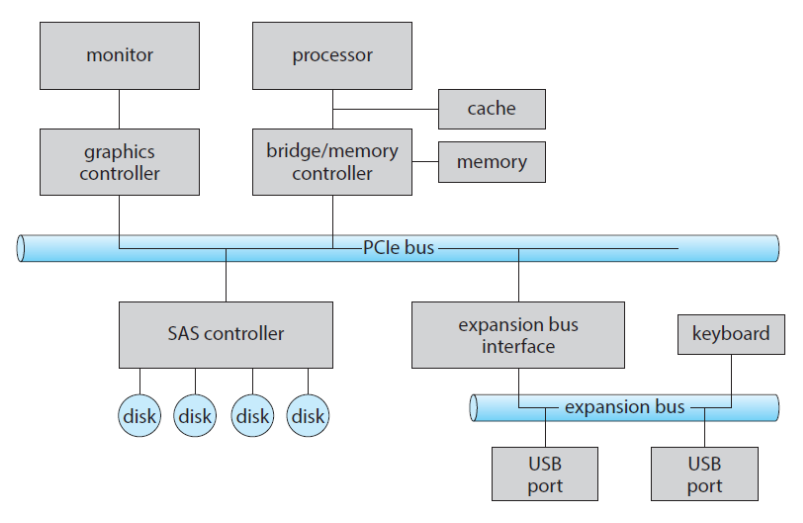 monitor
processor
cache
graphics
controller
bridge/memory
controller
memory
PCIe bus
SAS controller
expansion bus
interface
keyboard
disk
disk
disk
disk
expansion bus
USB
port
USB
port